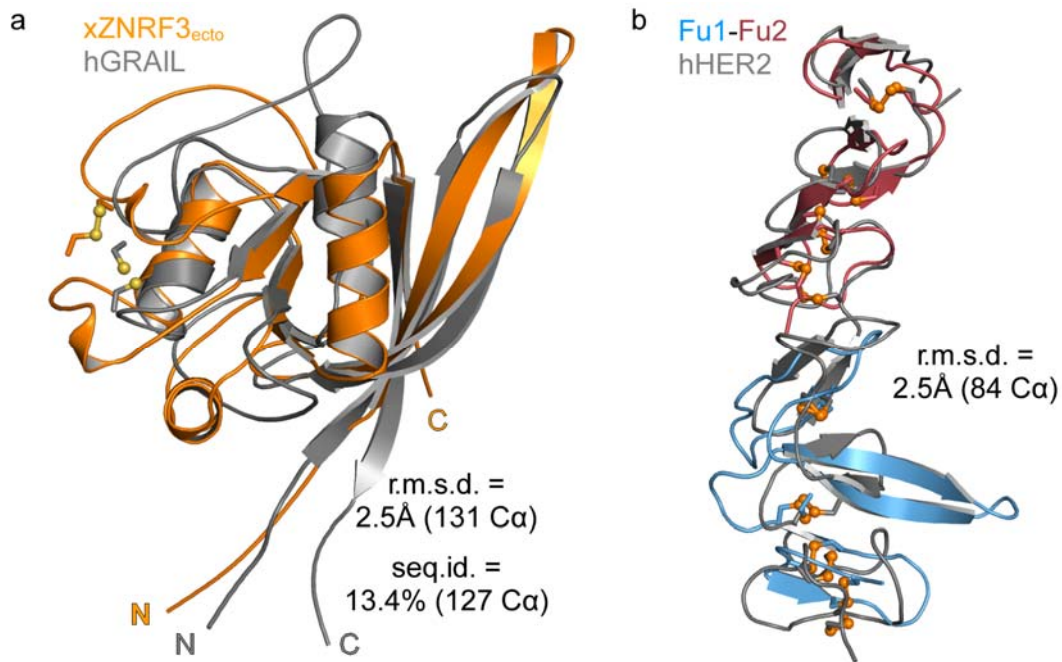 a
xZNRF3ecto
hGRAIL
C
r.m.s.d. =
2.5Å (131 Cα)
seq.id. =
13.4% (127 Cα)
N
N
C
b
Fu1-Fu2
hHER2
r.m.s.d. =
2.5Å (84 Cα)